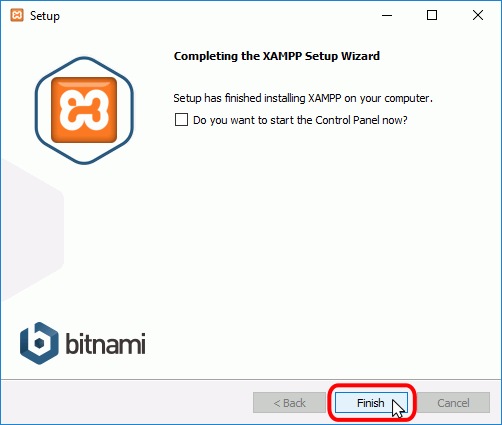 Setup
Completing the XAMPP Setup Wizard
Setup has finished installing XAMPP on your computer.
Do you want to start the Control Panel now?
bitnami
< Back
Finish
Cancel